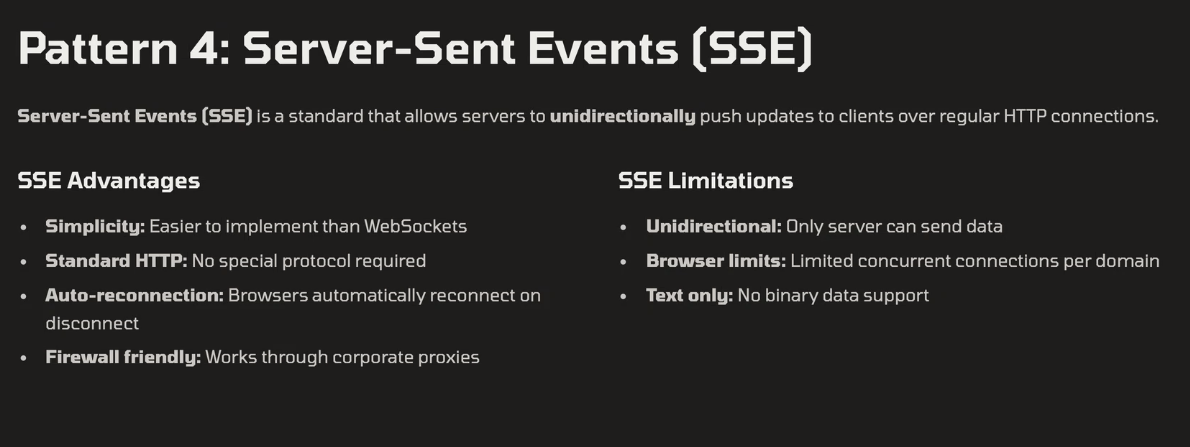 Pattern 4: Server-Sent Events (SSE)
Server-Sent Events (SSE) is a standard that allows servers to unidirectionally push updates to clients over regular HTTP connections.
SSE Advantages
• Simplicity: Easier to implement than WebSockets
• Standard HTTP: No special protocol required
• Auto-reconnection: Browsers automatically reconnect on
disconnect
• Firewall friendly: Works through corporate proxies
SSE Limitations
• Unidirectional: Only server can send data
• Browser limits: Limited concurrent connections per domain
• Text only: No binary data support